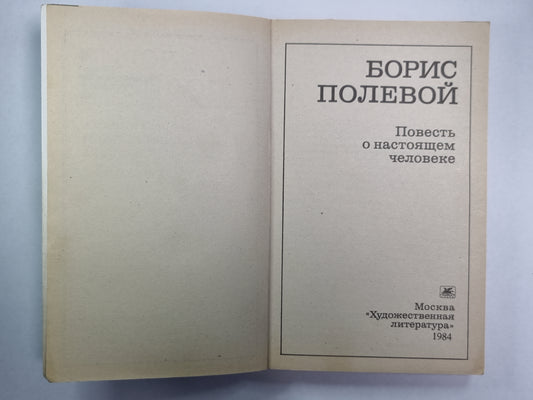 БОРИС
ПОЛЕВОЙ
Повесть
о настоящем
человеке
Москва
«Художественная
литература»
1984